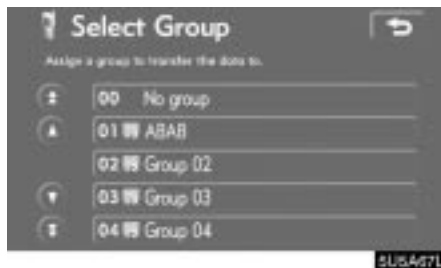 Select Group
Assign a group to transfer the data to.
00 No group
01 ABAB
02 Group 02
03 Group 03
04 Group 04
5USA67L